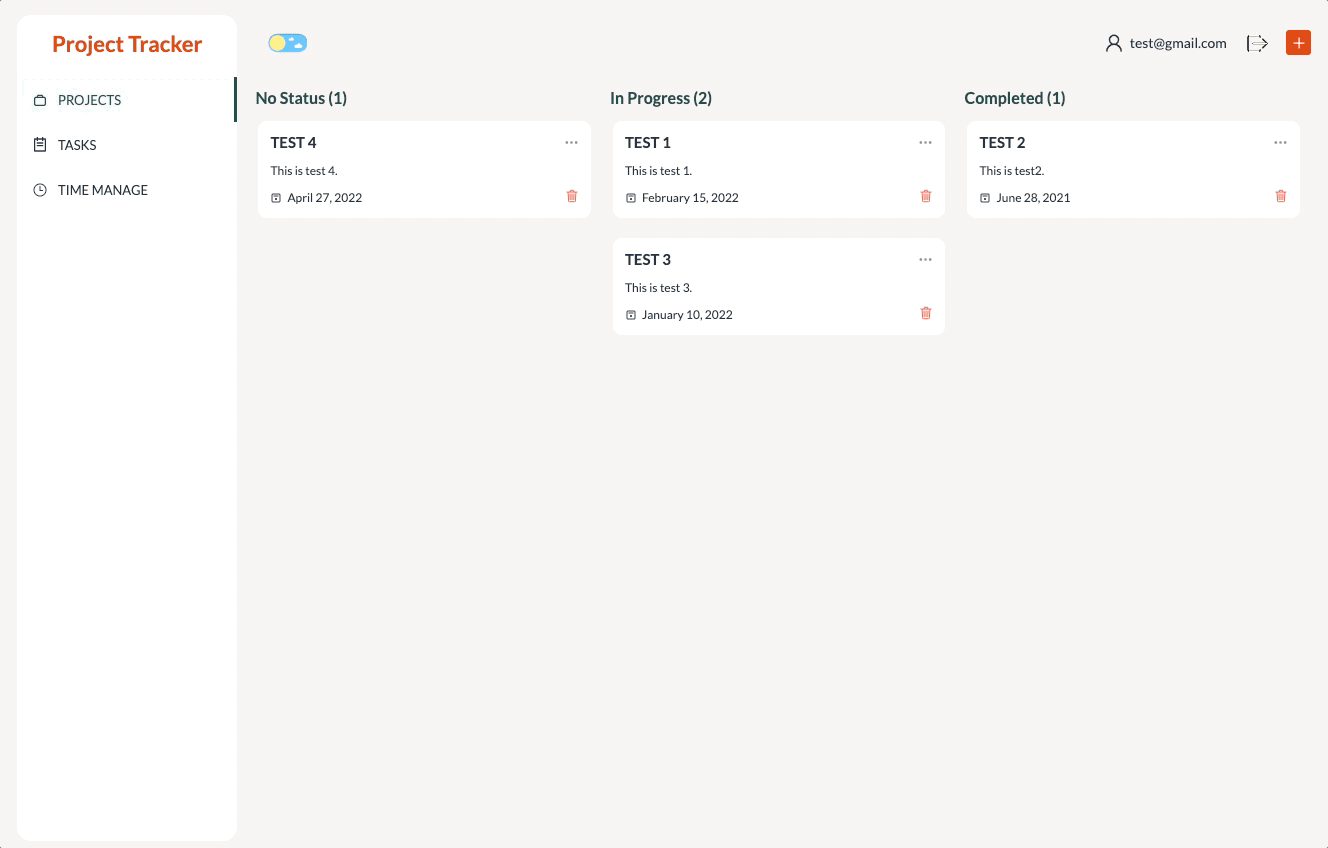 Project Tracker
test@gmail.com
PROJECTS
TASKS
TIME MANAGE
No Status (1)
TEST 4
This is test 4.
April 27, 2022
In Progress (2)
TEST 1
This is test 1.
February 15, 2022
TEST 3
This is test 3.
January 10, 2022
Completed (1)
TEST 2
This is test2.
June 28, 2021